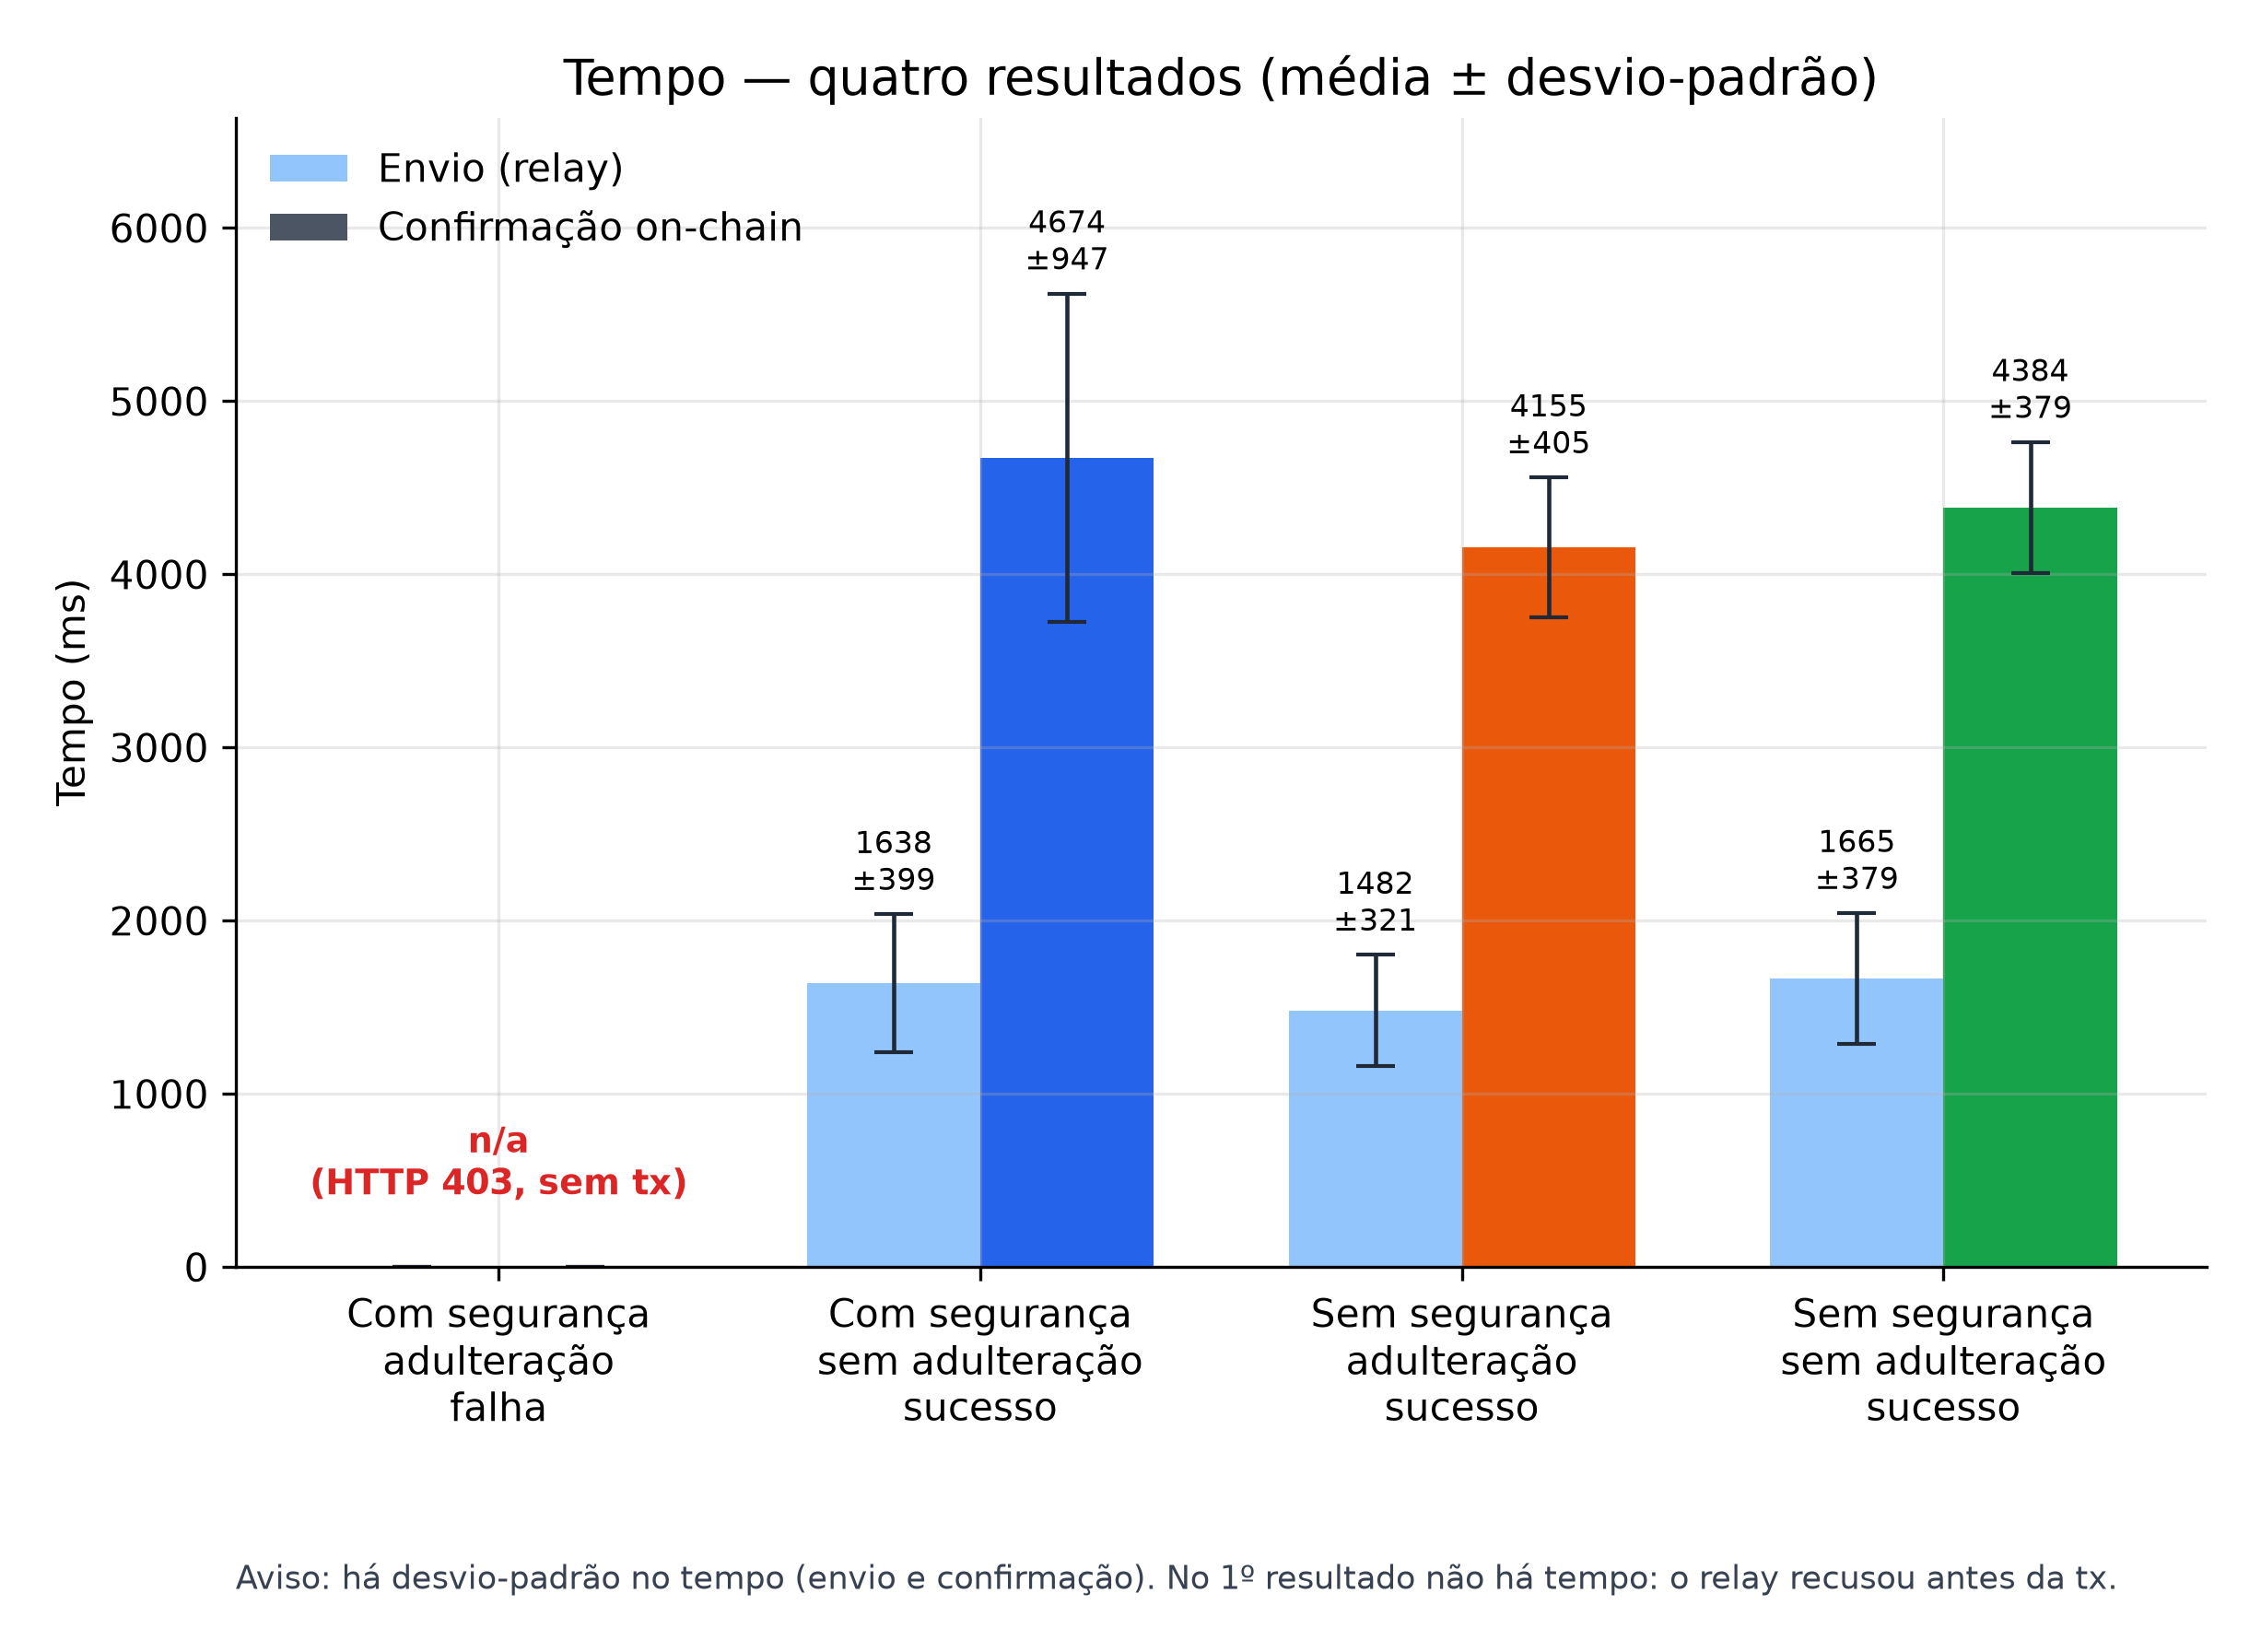 Tempo — quatro resultados (média ± desvio-padrão)
Envio (relay)
Confirmação on-chain
Tempo (ms)
6000
5000
4000
3000
2000
1000
0
n/a
(HTTP 403, sem tx)
1638
±399
4674
±947
1482
±321
4155
±405
1665
±379
4384
±379
Com segurança
adulteração
falha
Com segurança
sem adulteração
sucesso
Sem segurança
adulteração
sucesso
Sem segurança
sem adulteração
sucesso
Aviso: há desvio-padrão no tempo (envio e confirmação). No 1º resultado não há tempo: o relay recusou antes da tx.